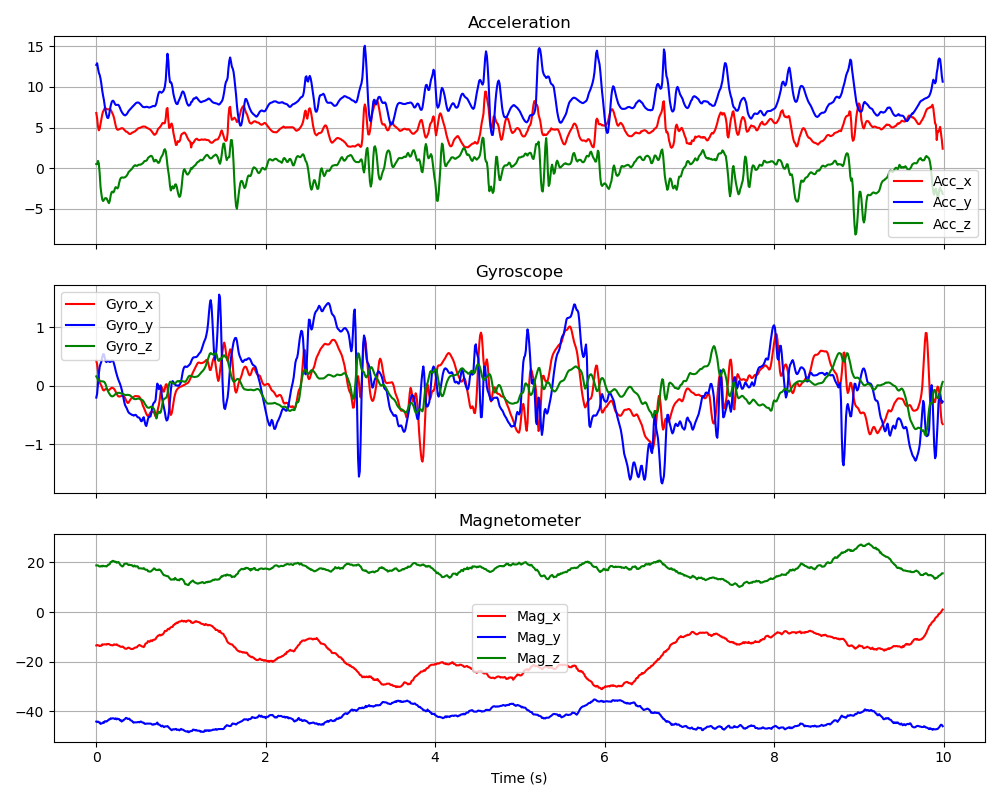 Acceleration
15
10
5
0
−5
Acc_x
Acc_y
Acc_z
Gyroscope
Gyro_x
Gyro_y
Gyro_z
1
0
−1
Magnetometer
20
0
−20
−40
Mag_x
Mag_y
Mag_z
0 2 4 6 8 10
Time (s)